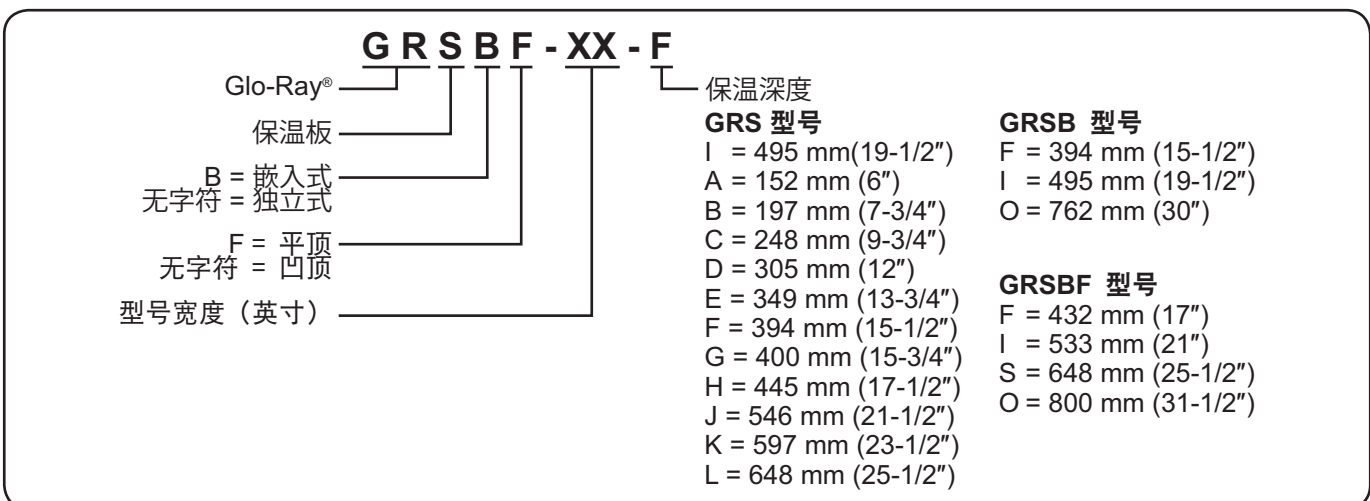 G R S B F - XX - F
Glo-Ray®
保温板
B = 嵌入式
无字符 = 独立式
F = 平顶
无字符 = 凹顶
型号宽度（英寸）
保温深度
GRS 型号
I = 495 mm(19-1/2″)
A = 152 mm (6″)
B = 197 mm (7-3/4″)
C = 248 mm (9-3/4″)
D = 305 mm (12″)
E = 349 mm (13-3/4″)
F = 394 mm (15-1/2″)
G = 400 mm (15-3/4″)
H = 445 mm (17-1/2″)
J = 546 mm (21-1/2″)
K = 597 mm (23-1/2″)
L = 648 mm (25-1/2″)
GRSB 型号
F = 394 mm (15-1/2″)
I = 495 mm (19-1/2″)
O = 762 mm (30″)
GRSBF 型号
F = 432 mm (17″)
I = 533 mm (21″)
S = 648 mm (25-1/2″)
O = 800 mm (31-1/2″)